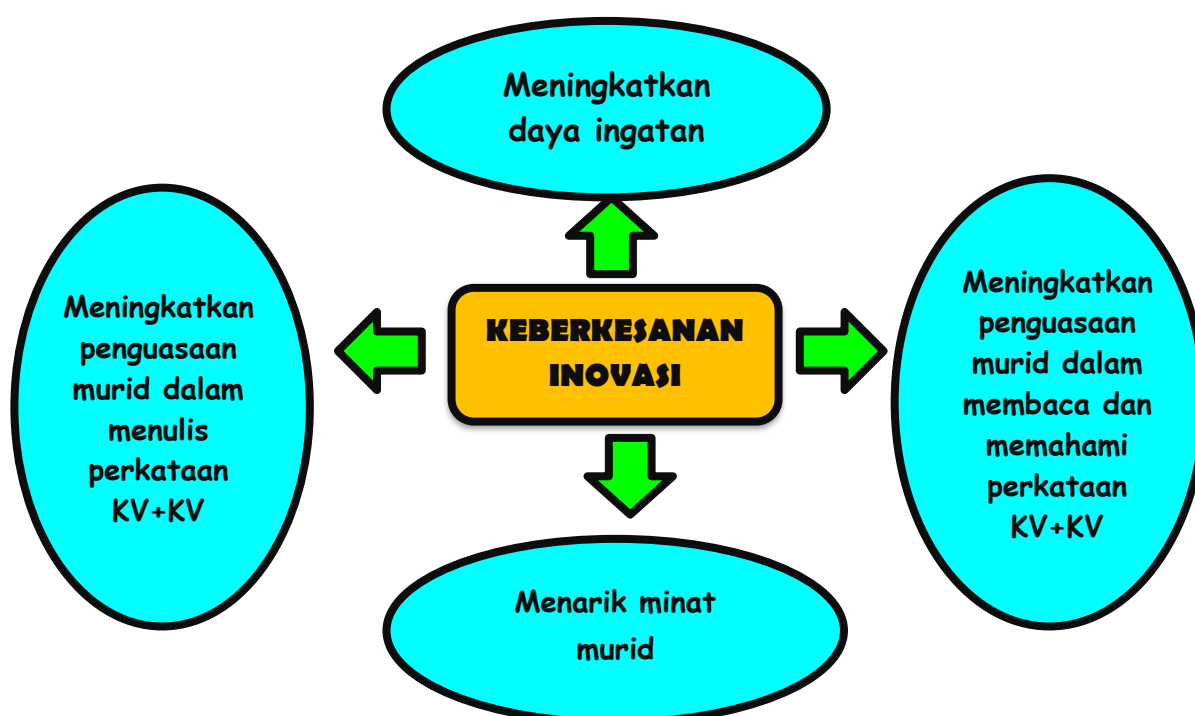 Meningkatkan
daya ingatan
Meningkatkan
penguasaan
murid dalam
menulis
perkataan
KV+KV
KEBERKESANAN
INOVASI
Meningkatkan
penguasaan
murid dalam
membaca dan
memahami
perkataan
KV+KV
Menarik minat
murid